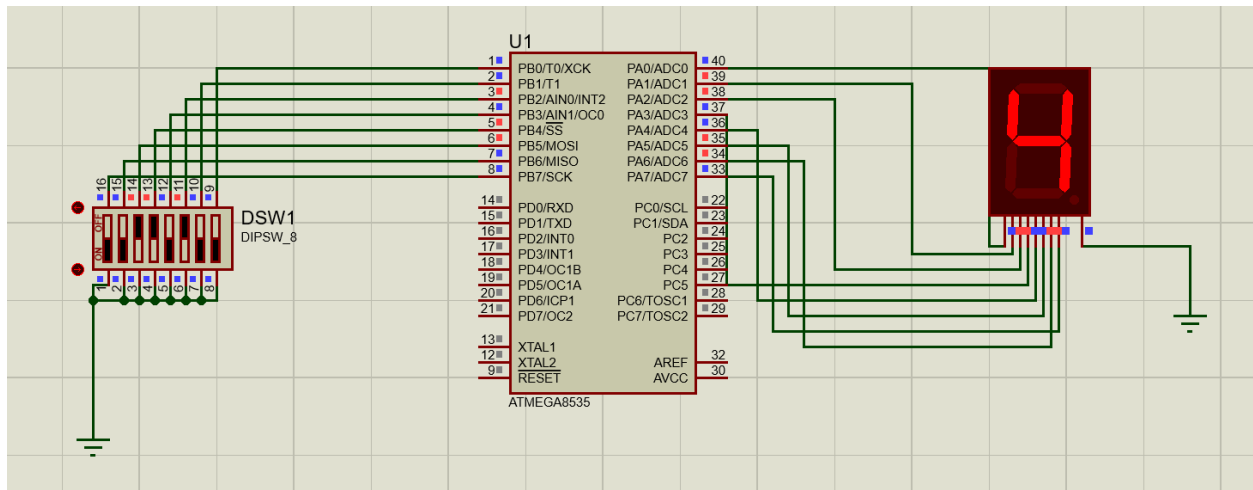 U1
1 PB0/T0/XCK PA0/ADC0 40
2 PB1/T1 PA1/ADC1 39
3 PB2/AIN0/INT2 PA2/ADC2 38
4 PB3/AIN1/OC0 PA3/ADC3 37
5 PB4/SS PA4/ADC4 36
6 PB5/MOSI PA5/ADC5 35
7 PB6/MISO PA6/ADC6 34
8 PB7/SCK PA7/ADC7 33
14 PD0/RXD PC0/SCL 22
15 PD1/TXD PC1/SDA 23
16 PD2/INT0 PC2 24
17 PD3/INT1 PC3 25
18 PD4/OC1B PC4 26
19 PD5/OC1A PC5 27
20 PD6/ICP1 PC6/TOSC1 28
21 PD7/OC2 PC7/TOSC2 29
13 XTAL1
12 XTAL2 AREF 32
9 RESET AVCC 30
ATMEGA8535
16 15 14 13 12 11 10 9
OFF
ON
1 2 3 4 5 6 7 8
DSW1
DIPSW_8
4